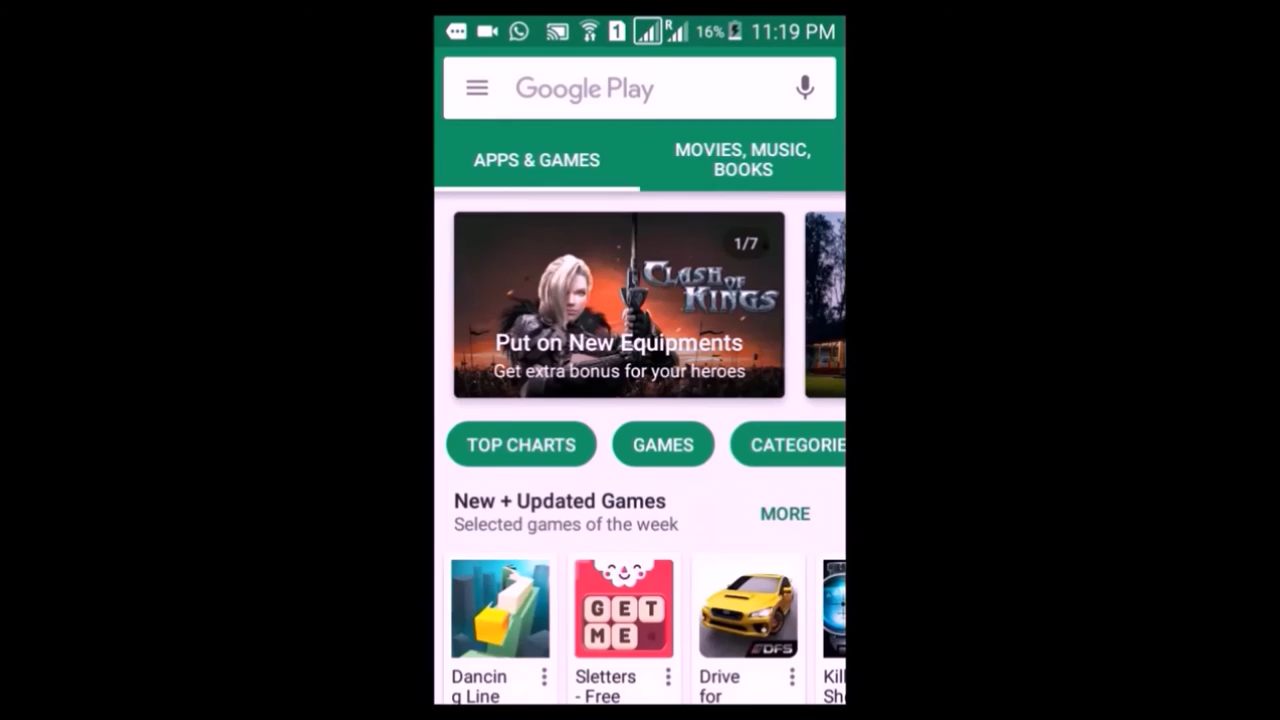 1 R 16% 11:19 PM
Google Play
APPS & GAMES
MOVIES, MUSIC,
BOOKS
1/7
CLASH OF
KINGS
Put on New Equipments
Get extra bonus for your heroes
TOP CHARTS
GAMES
CATEGORIE
New + Updated Games
Selected games of the week
MORE
GET
ME
DFS
Dancin
g Line
Sletters
- Free
Drive
for
Kil
Sh